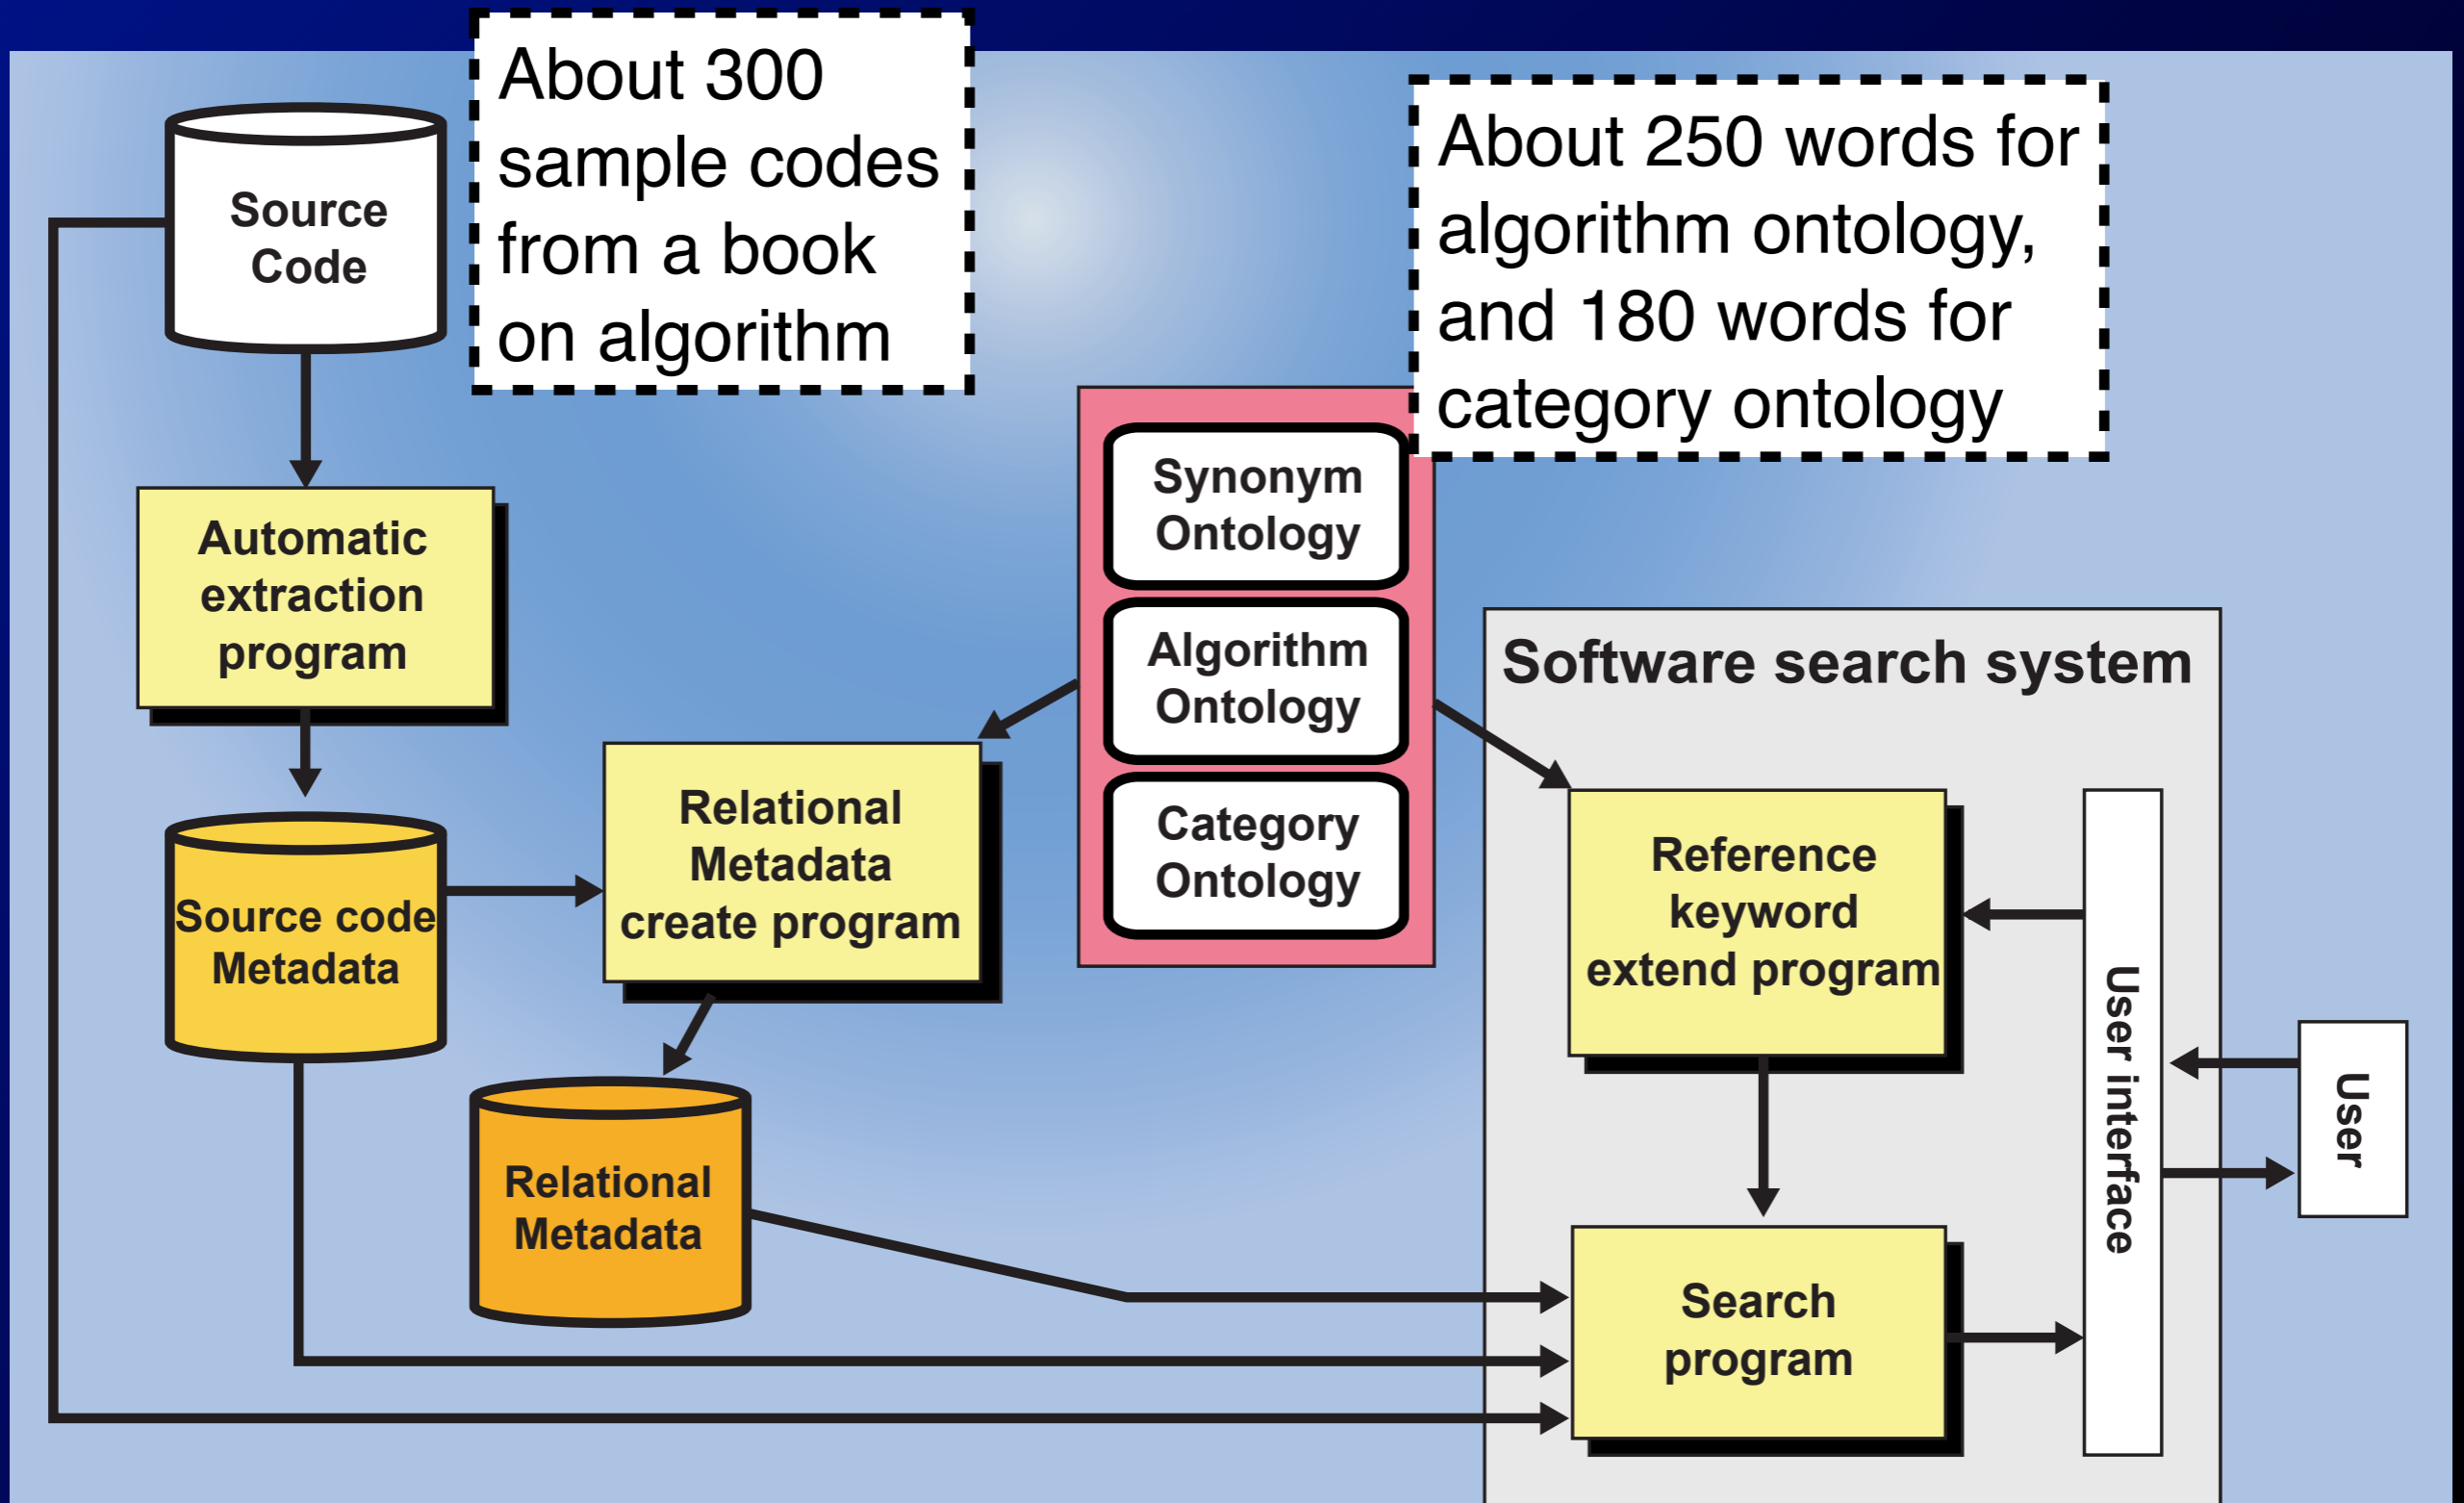 About 300
sample codes
from a book
on algorithm
About 250 words for
algorithm ontology,
and 180 words for
category ontology
Source
Code
Automatic
extraction
program
Source code
Metadata
Relational
Metadata
create program
Relational
Metadata
Synonym
Ontology
Algorithm
Ontology
Category
Ontology
Software search system
Reference
keyword
extend program
Search
program
User interface
User